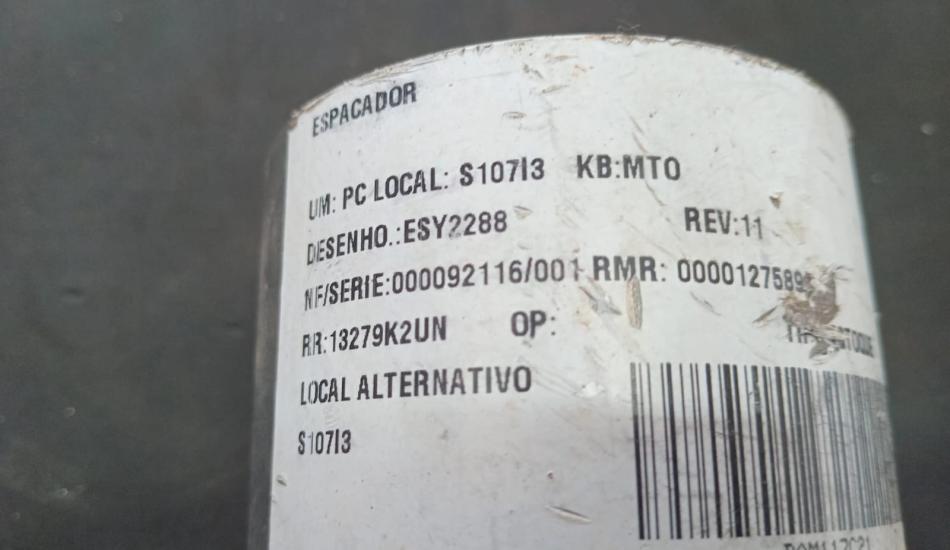 ESPACADOR
UM: PC LOCAL: S107I3 KB:MTO
DESENHO.:ESY2288 REV:11
NF/SERIE:000092116/001 RMR:
RR:13279K2UN OP:
LOCAL ALTERNATIVO
S107I3